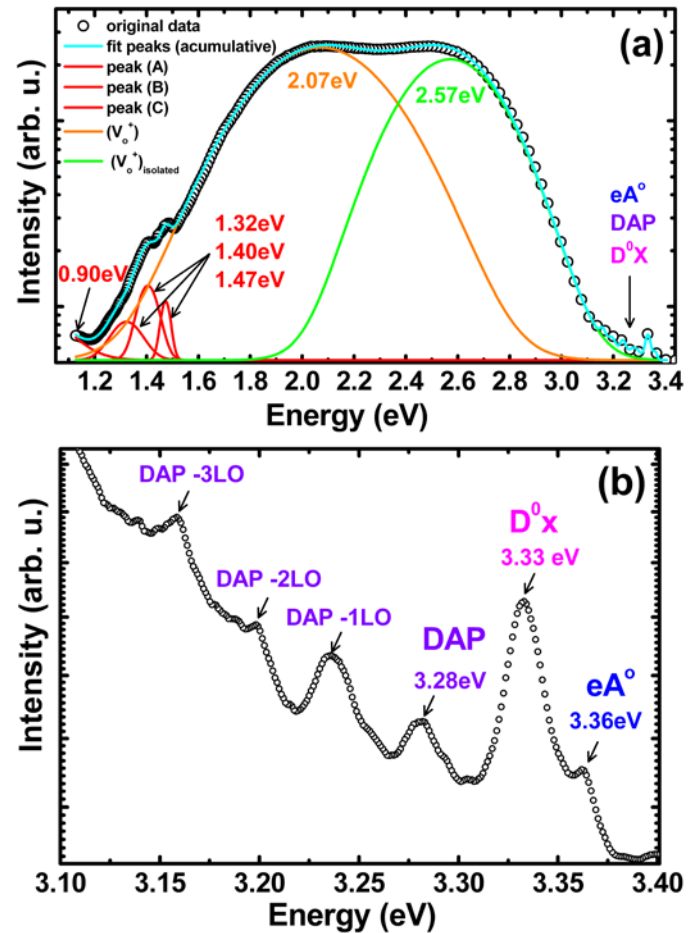 original data
fit peaks (acumulative)
peak (A)
peak (B)
peak (C)
(Vₒ⁺)
(Vₒ⁺)isolated
(a)
2.07eV
2.57eV
eA°
DAP
D⁰X
0.90eV
1.32eV
1.40eV
1.47eV
Intensity (arb. u.)
1.2 1.4 1.6 1.8 2.0 2.2 2.4 2.6 2.8 3.0 3.2 3.4
Energy (eV)
(b)
DAP -3LO
D⁰x
3.33 eV
DAP -2LO
DAP -1LO
DAP
3.28eV
eA°
3.36eV
Intensity (arb. u.)
3.10 3.15 3.20 3.25 3.30 3.35 3.40
Energy (eV)